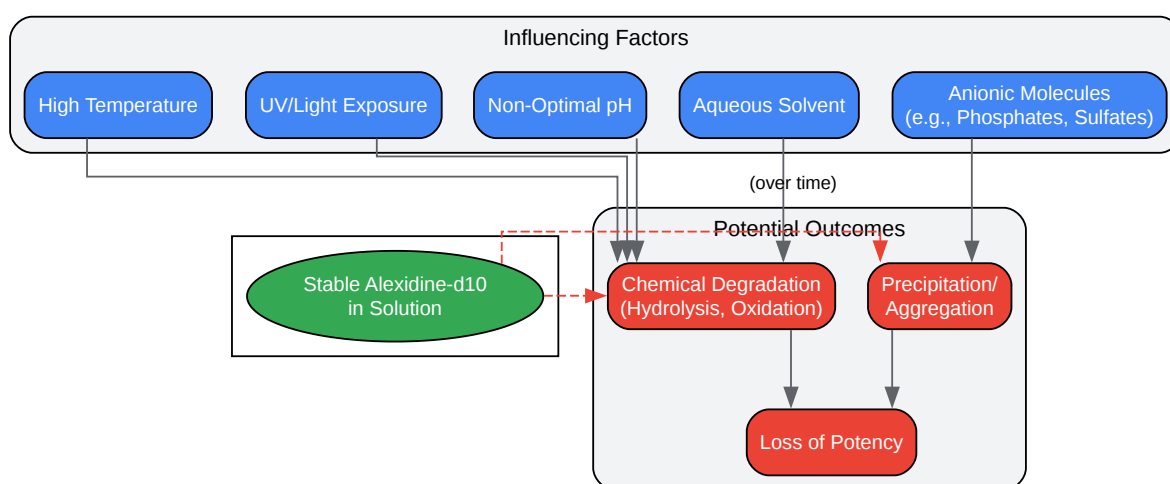 Influencing Factors
High Temperature
UV/Light Exposure
Non-Optimal pH
Aqueous Solvent
Anionic Molecules
(e.g., Phosphates, Sulfates)
(over time)
Potential Outcomes
Stable Alexidine-d10
in Solution
Chemical Degradation
(Hydrolysis, Oxidation)
Precipitation/
Aggregation
Loss of Potency